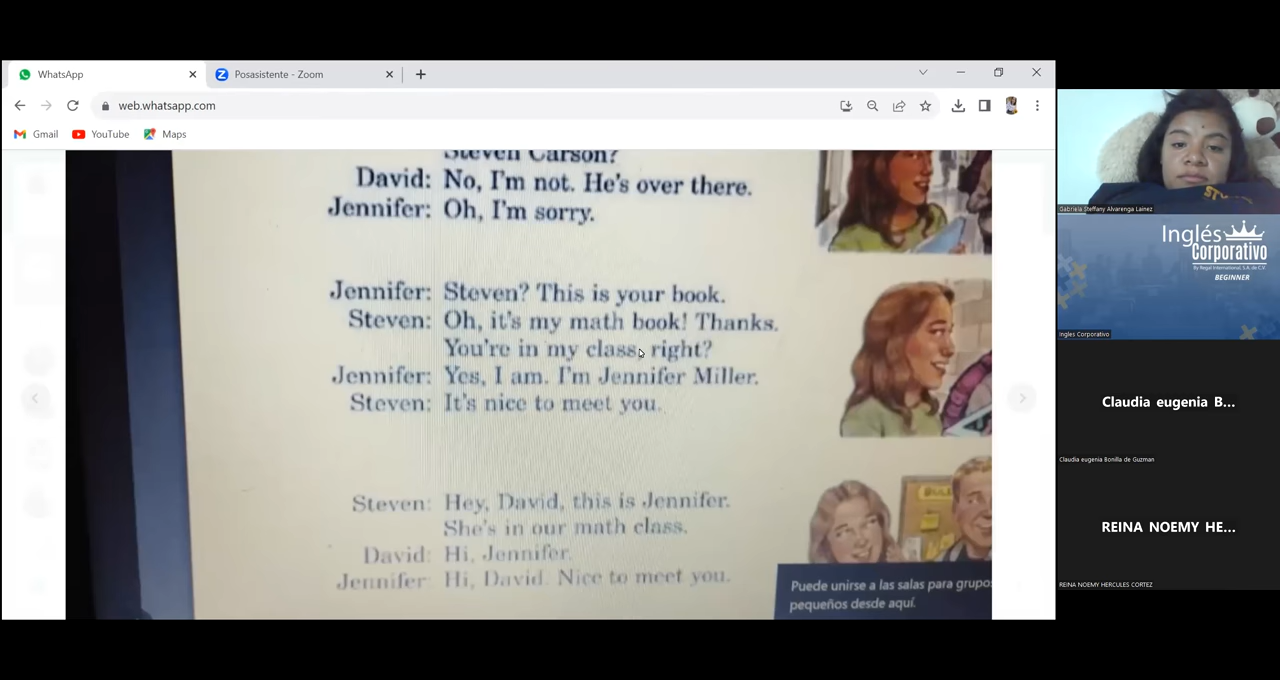 WhatsApp
Posasistente - Zoom
web.whatsapp.com
Gmail
YouTube
Maps
Steven Carson?
David: No, I'm not. He's over there.
Jennifer: Oh, I'm sorry.
Jennifer: Steven? This is your book.
Steven: Oh, it's my math book! Thanks.
You're in my class, right?
Jennifer: Yes, I am. I'm Jennifer Miller.
Steven: It's nice to meet you.
Steven: Hey, David, this is Jennifer.
She's in our math class.
David: Hi, Jennifer.
Jennifer: Hi, David. Nice to meet you.
Puede unirse a las salas para grupo
pequeños desde aquí.
Gabriela Steffany Alvarenga Lainez
Inglés
Corporativo
By Regal International, S.A. de C.V.
BEGINNER
Ingles Corporativo
Claudia eugenia B...
Claudia eugenia Bonilla de Guzman
REINA NOEMY HE...
REINA NOEMY HERCULES CORTEZ